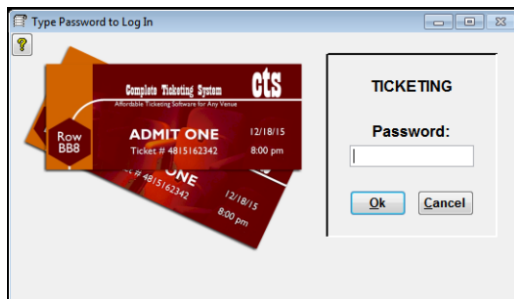 Type Password to Log In
?
Complete Ticketing System
cts
Affordable Ticketing Software for Any Venue
Row
BB8
ADMIT ONE
12/18/15
Ticket # 4815162342
8:00 pm
ONE
# 4815162342
12/18/15
8:00 pm
TICKETING
Password:
Ok
Cancel